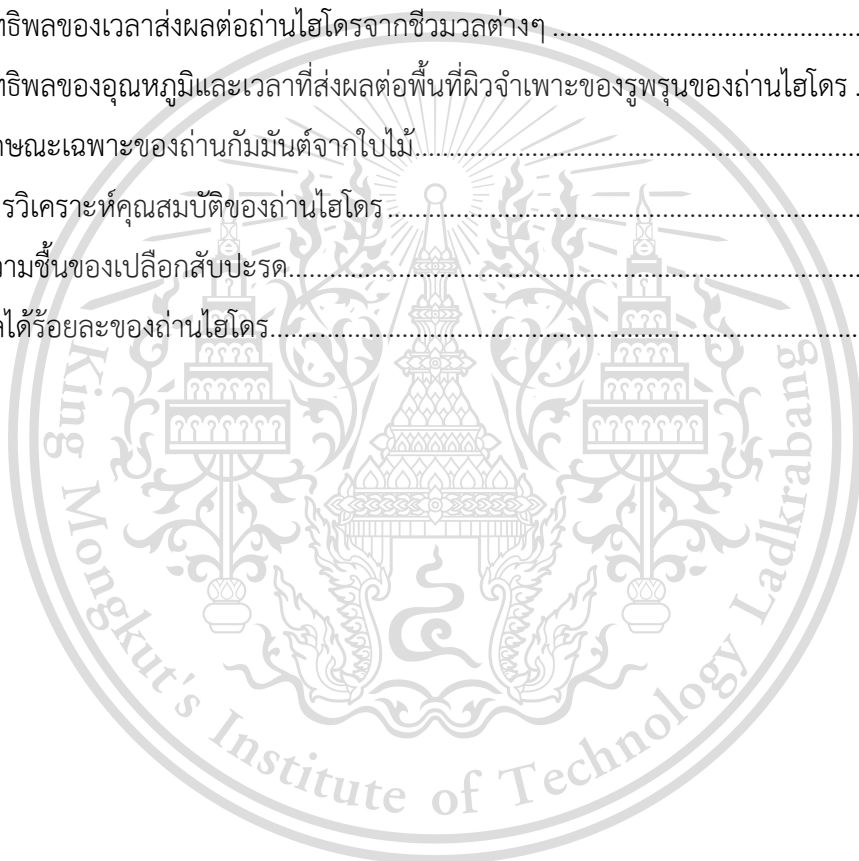 ทธิพลของเวลาส่งผลต่อถ่านไฮโดรจากชีวมวลต่างๆ ........................................
ทธิพลของอุณหภูมิและเวลาที่ส่งผลต่อพื้นที่ผิวจำเพาะของรูพรุนของถ่านไฮโดร .
าษณะเฉพาะของถ่านกัมมันต์จากใบไม้............................................................
รวิเคราะห์คุณสมบัติของถ่านไฮโดร................................................................
วามชื้นของเปลือกสับปะรด..............................................................................
ลได้ร้อยละของถ่านไฮโดร................................................................................
King Mongkut's Institute of Technology Ladkrabang